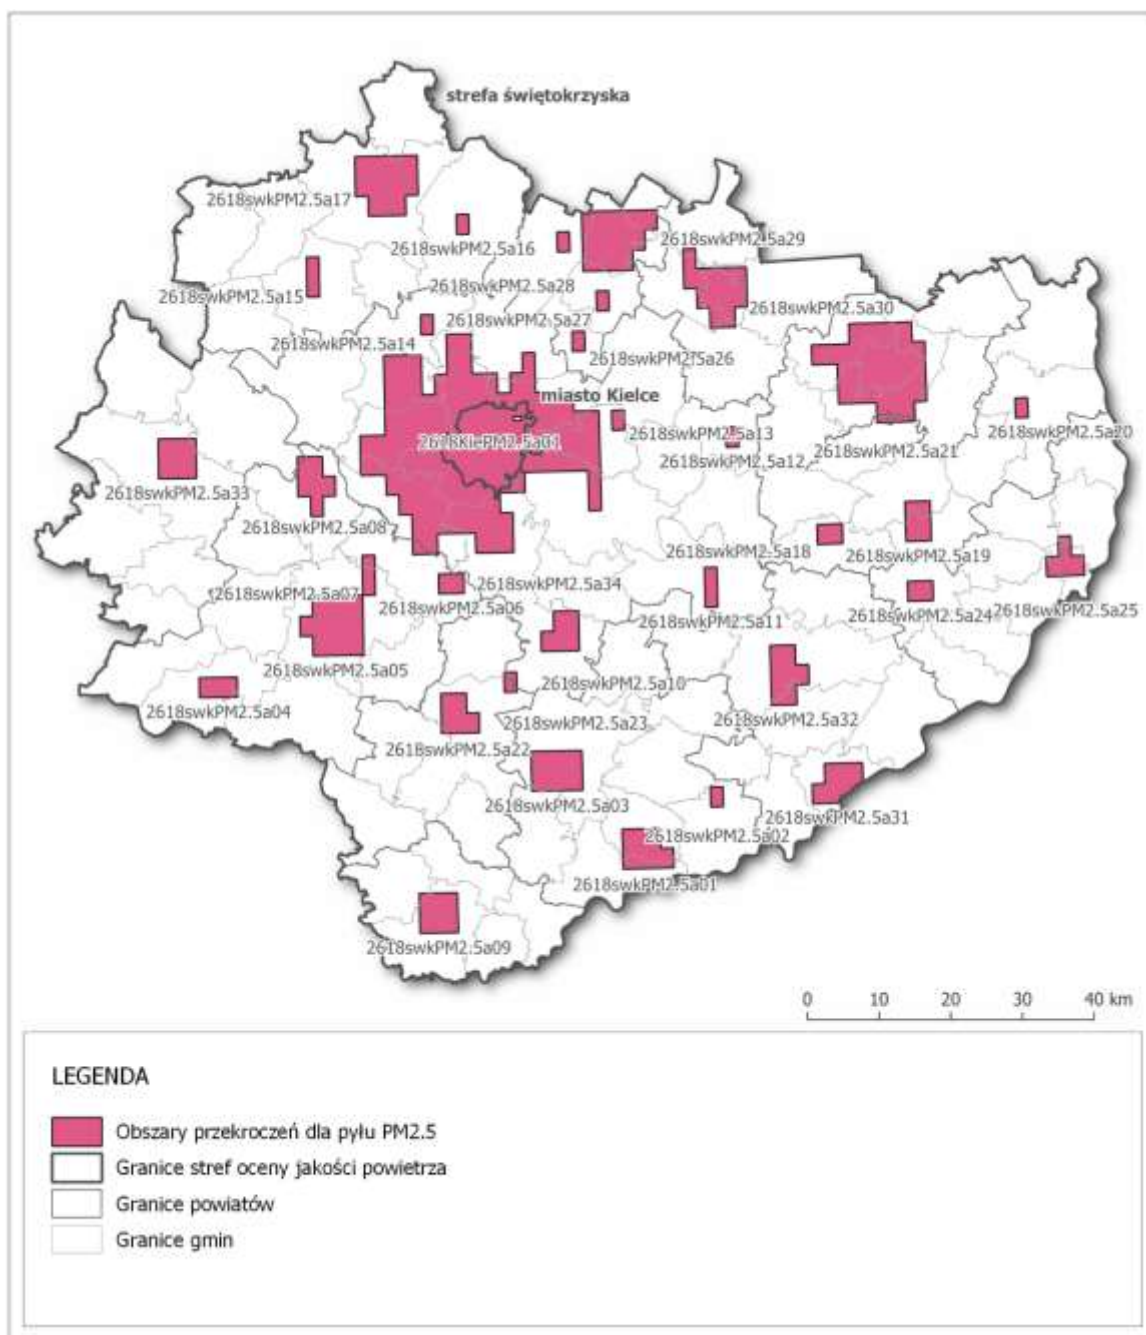 strefa świętokrzyska
2618swkPM2.5a17
2618swkPM2.5a16
2618swkPM2.5a29
2618swkPM2.5a28
2618swkPM2.5a15
2618swkPM2.5a30
2618swkPM2.5a27
2618swkPM2.5a14
2618swkPM2.5a26
miasto Kielce
2618KiePM2.5a01
2618swkPM2.5a13
2618swkPM2.5a20
2618swkPM2.5a12
2618swkPM2.5a21
2618swkPM2.5a33
2618swkPM2.5a08
2618swkPM2.5a18
2618swkPM2.5a19
2618swkPM2.5a34
2618swkPM2.5a07
2618swkPM2.5a06
2618swkPM2.5a24
2618swkPM2.5a25
2618swkPM2.5a11
2618swkPM2.5a05
2618swkPM2.5a10
2618swkPM2.5a04
2618swkPM2.5a32
2618swkPM2.5a23
2618swkPM2.5a22
2618swkPM2.5a03
2618swkPM2.5a31
2618swkPM2.5a02
2618swkPM2.5a01
2618swkPM2.5a09
0 10 20 30 40 km
LEGENDA
Obszary przekroczeń dla pyłu PM2.5
Granice stref oceny jakości powietrza
Granice powiatów
Granice gmin